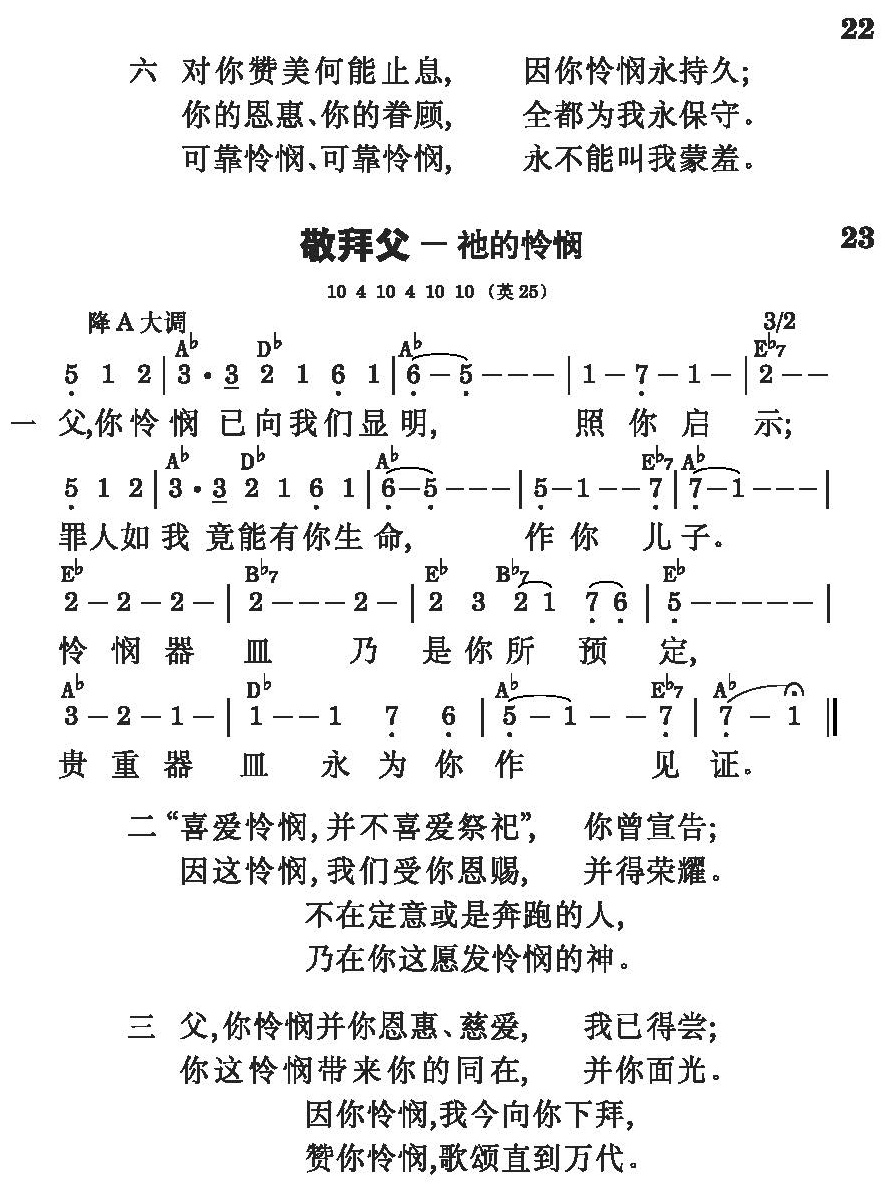 22
六 对你赞美何能止息, 因你怜悯永持久;
你的恩惠、你的眷顾, 全都为我永保守。
可靠怜悯、可靠怜悯, 永不能叫我蒙羞。
敬拜父 — 祂的怜悯 23
10 4 10 4 10 10 (英25)
降A大调 3/2
A♭ D♭ A♭ E♭7
5̣ 1 2 | 3 · 3̲ 2 1 6̣ 1 | 6̣ – 5̣ – – – | 1 – 7̣ – 1 – | 2 – –
一 父,你怜悯 已向我们显明, 照你启示;
A♭ D♭ A♭ E♭7 A♭
5̣ 1 2 | 3 · 3̲ 2 1 6̣ 1 | 6̣ – 5̣ – – – | 5̣ – 1 – – 7̣ | 7̣ – 1 – – – |
罪人如我 竟能有你生命, 作你 儿子。
E♭ B♭7 E♭ B♭7 E♭
2 – 2 – 2 – | 2 – – – 2 – | 2 3 2̣ 1 7̣ 6̣ | 5̣ – – – – – |
怜悯器皿 乃是你所预定,
A♭ D♭ A♭ E♭7 A♭
3 – 2 – 1 – | 1 – – 1 7̣ 6̣ | 5̣ – 1 – – 7̣ | 7̣ – 1̣ ‖
贵重器皿 永为你作 见证。
二 “喜爱怜悯, 并不喜爱祭祀”, 你曾宣告;
因这怜悯, 我们受你恩赐, 并得荣耀。
不在定意或是奔跑的人,
乃在你这愿发怜悯的神。
三 父,你怜悯并你恩惠、慈爱, 我已得尝;
你这怜悯带来你的同在, 并你面光。
因你怜悯,我今向你下拜,
赞你怜悯,歌颂直到万代。